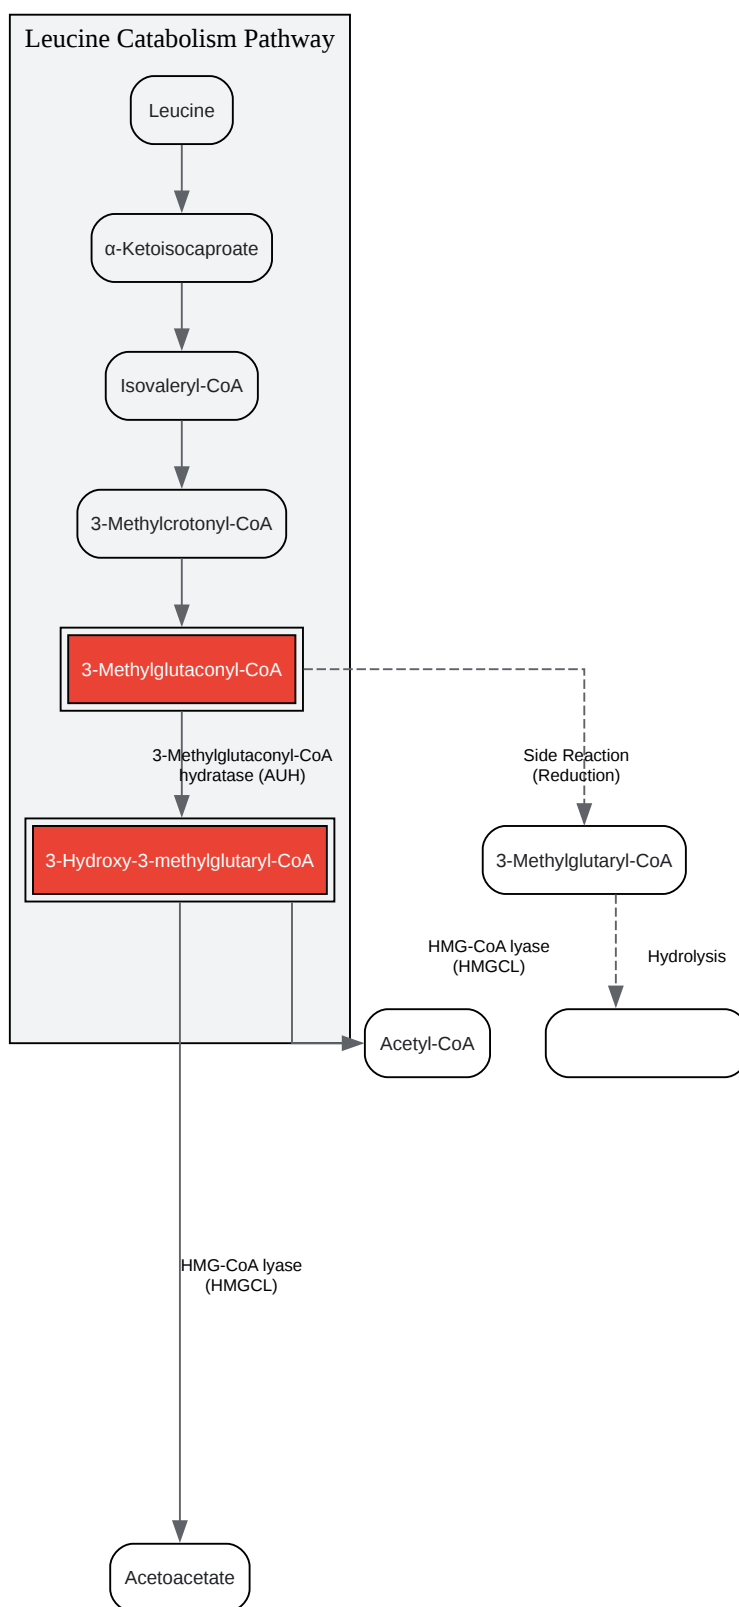 Leucine Catabolism Pathway
Leucine
α-Ketoisocaproate
Isovaleryl-CoA
3-Methylcrotonyl-CoA
3-Methylglutaconyl-CoA
3-Methylglutaconyl-CoA
hydratase (AUH)
Side Reaction
(Reduction)
3-Hydroxy-3-methylglutaryl-CoA
3-Methylglutaryl-CoA
HMG-CoA lyase
(HMGCL)
Hydrolysis
Acetyl-CoA
HMG-CoA lyase
(HMGCL)
Acetoacetate